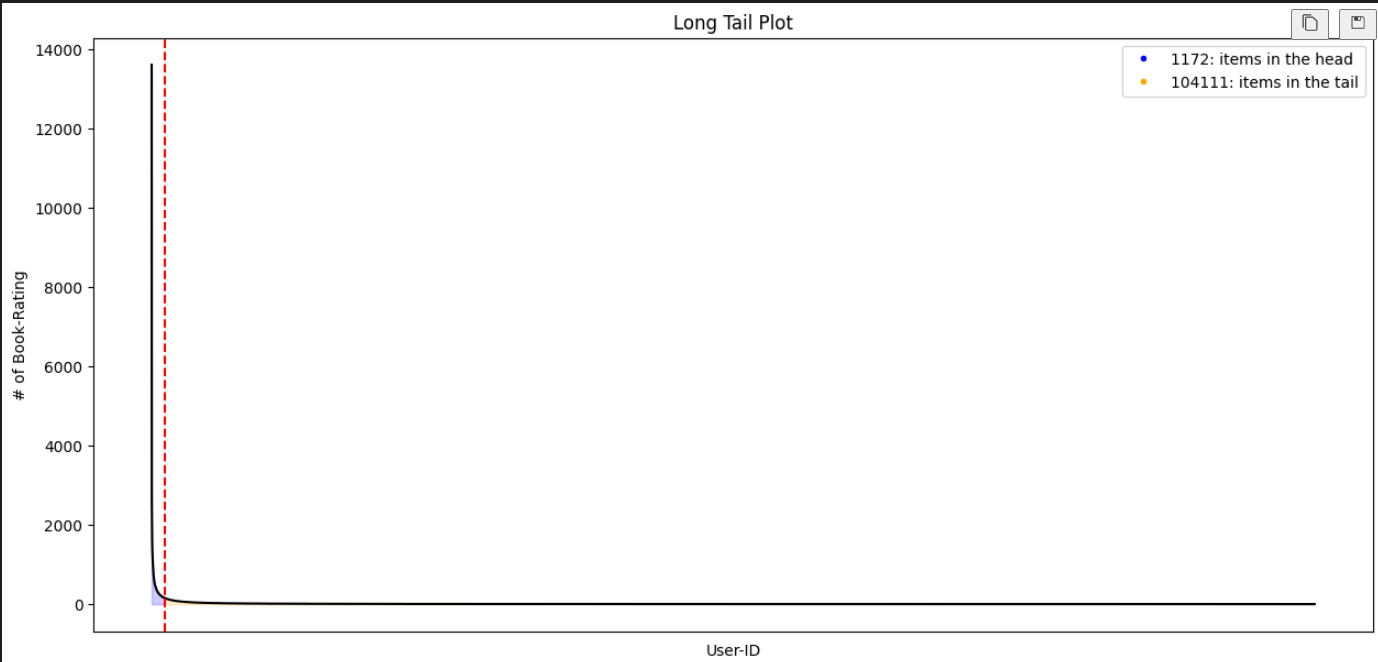 Long Tail Plot
1172: items in the head
104111: items in the tail
14000
12000
10000
8000
6000
4000
2000
0
# of Book-Rating
User-ID